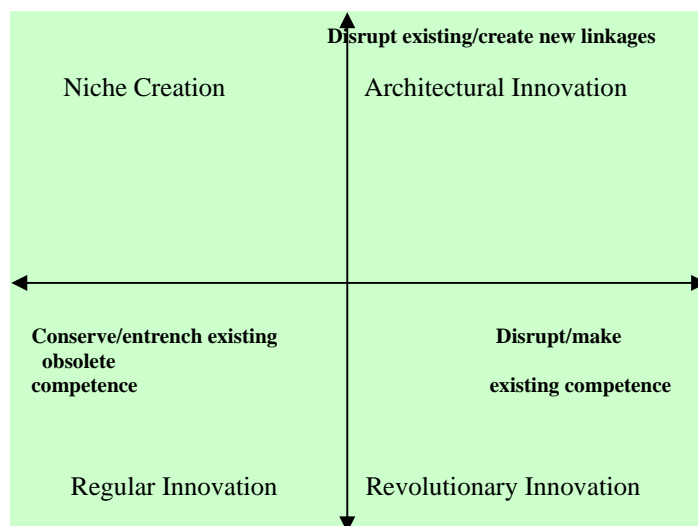 Disrupt existing/create new linkages
Niche Creation
Architectural Innovation
Conserve/entrench existing
obsolete
competence
Disrupt/make
existing competence
Regular Innovation
Revolutionary Innovation